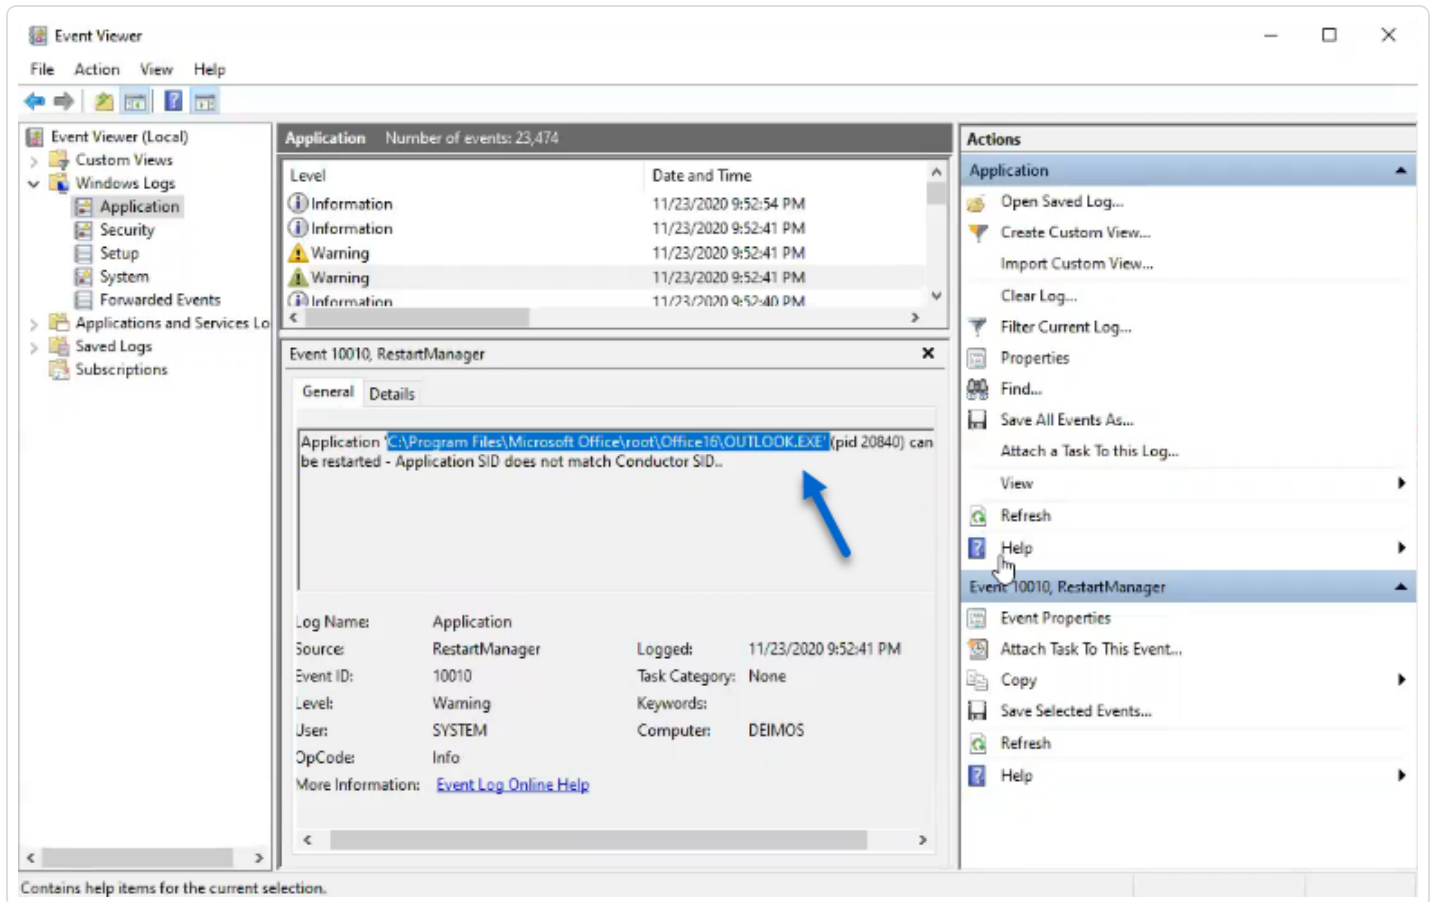 Event Viewer
File Action View Help
Event Viewer (Local)
Custom Views
Windows Logs
Application
Security
Setup
System
Forwarded Events
Applications and Services Lo
Saved Logs
Subscriptions
Application Number of events: 23,474
Level Date and Time
Information 11/23/2020 9:52:54 PM
Information 11/23/2020 9:52:41 PM
Warning 11/23/2020 9:52:41 PM
Warning 11/23/2020 9:52:41 PM
Information 11/23/2020 9:52:40 PM
Event 10010, RestartManager
General Details
Application 'C:\Program Files\Microsoft Office\root\Office16\OUTLOOK.EXE' (pid 20840) can
be restarted - Application SID does not match Conductor SID..
Log Name: Application
Source: RestartManager Logged: 11/23/2020 9:52:41 PM
Event ID: 10010 Task Category: None
Level: Warning Keywords:
User: SYSTEM Computer: DEIMOS
OpCode: Info
More Information: Event Log Online Help
Actions
Application
Open Saved Log...
Create Custom View...
Import Custom View...
Clear Log...
Filter Current Log...
Properties
Find...
Save All Events As...
Attach a Task To this Log...
View
Refresh
Help
Event 10010, RestartManager
Event Properties
Attach Task To This Event...
Copy
Save Selected Events...
Refresh
Help
Contains help items for the current selection.